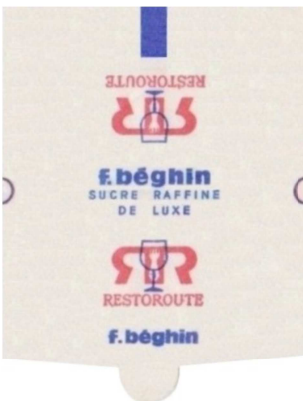 RESTOROUTE
f. béghin
SUCRE RAFFINE
DE LUXE
RESTOROUTE
f. béghin